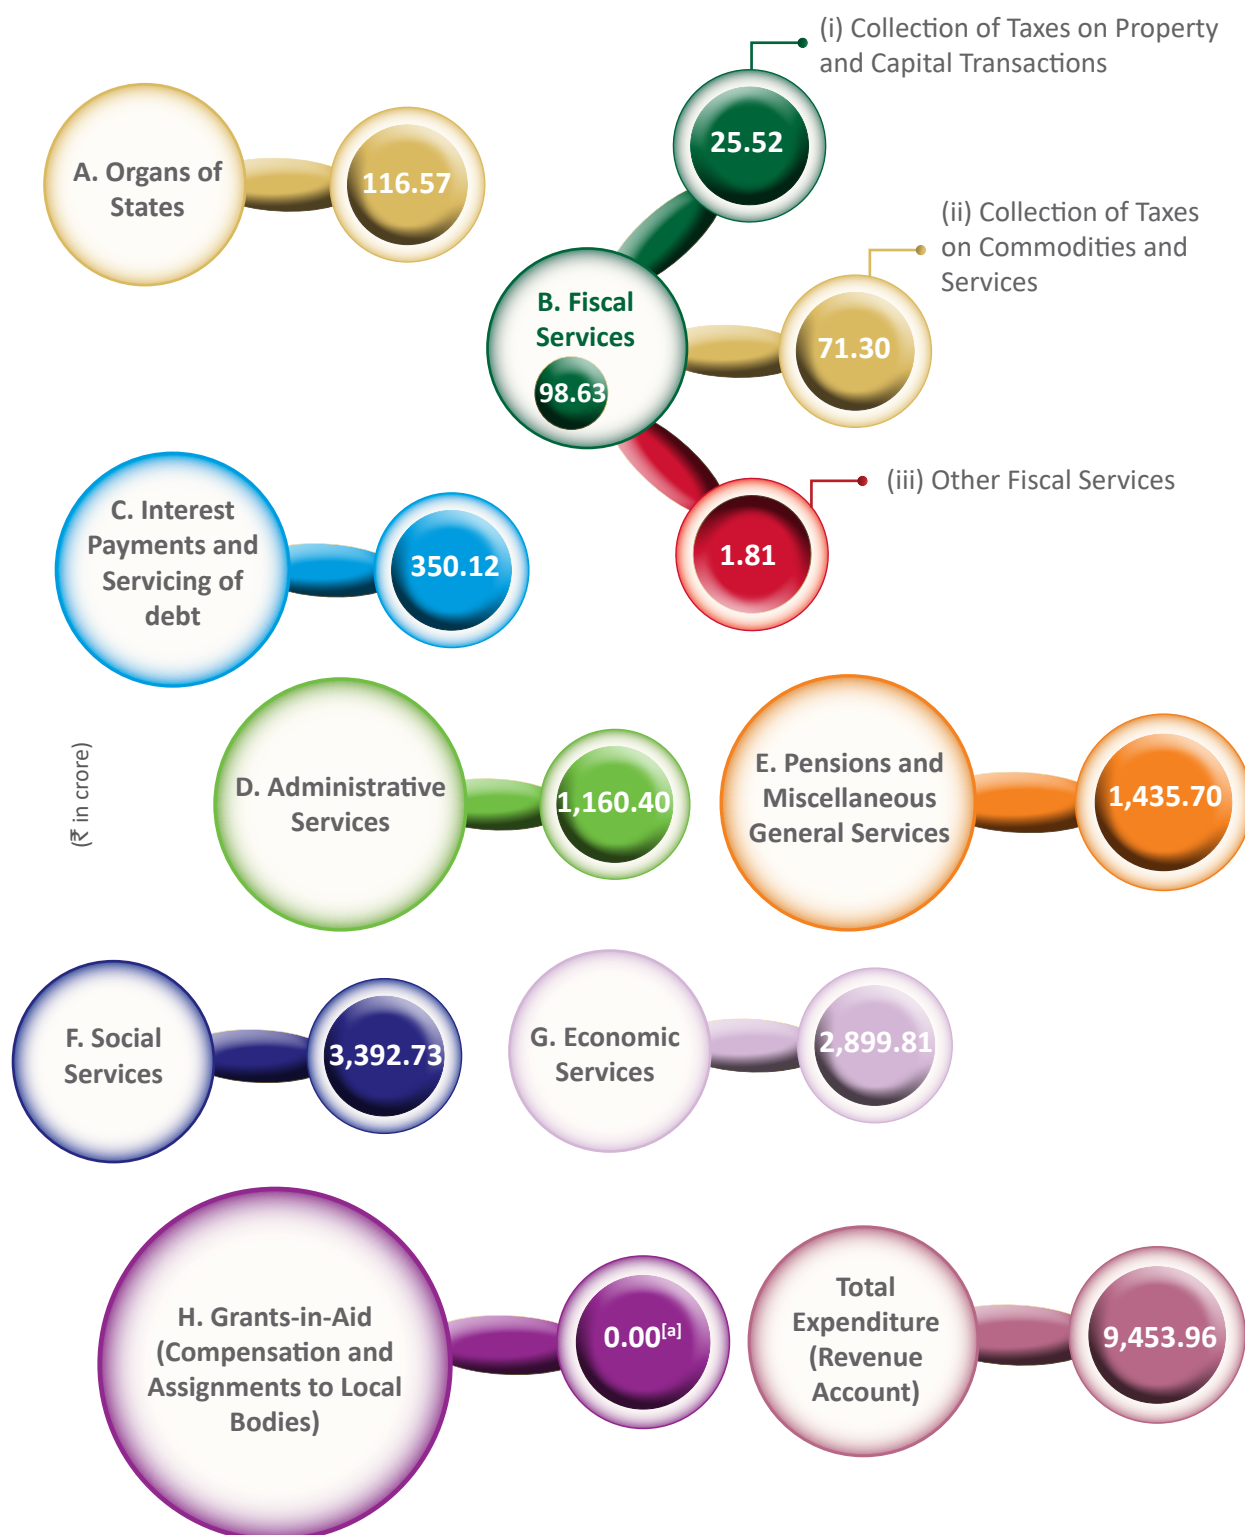 (i) Collection of Taxes on Property
and Capital Transactions
25.52
A. Organs of
States
116.57
(ii) Collection of Taxes
on Commodities and
Services
71.30
B. Fiscal
Services
98.63
(iii) Other Fiscal Services
1.81
C. Interest
Payments and
Servicing of
debt
350.12
(₹ in crore)
D. Administrative
Services
1,160.40
E. Pensions and
Miscellaneous
General Services
1,435.70
F. Social
Services
3,392.73
G. Economic
Services
2,899.81
H. Grants-in-Aid
(Compensation and
Assignments to Local
Bodies)
0.00[a]
Total
Expenditure
(Revenue
Account)
9,453.96